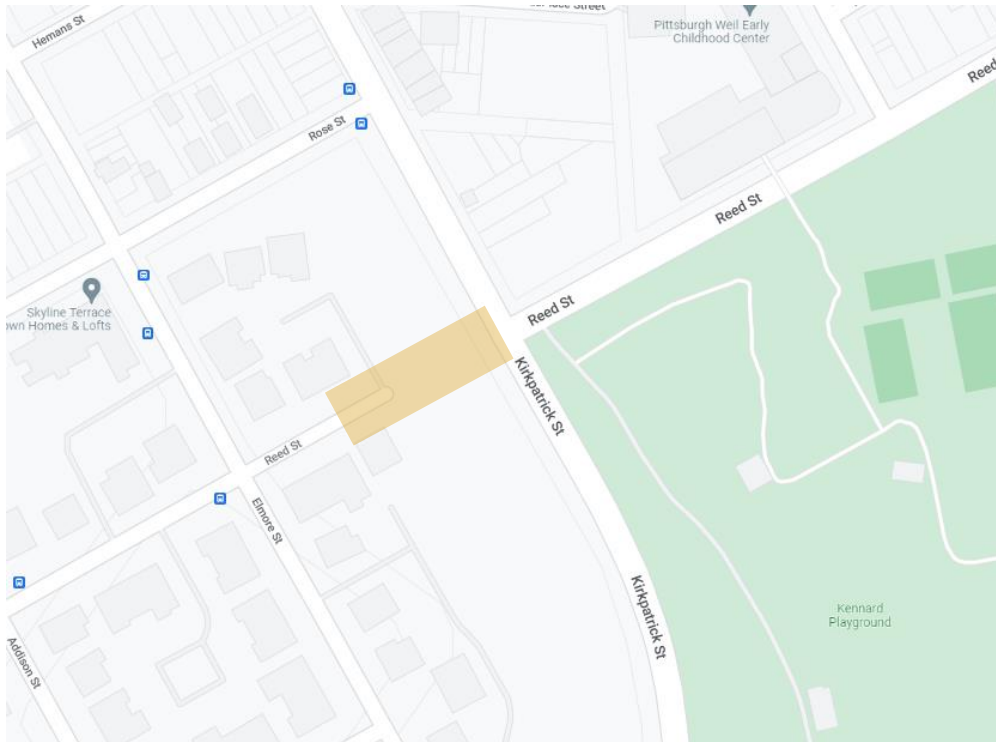 Hemans St
Pittsburgh Weil Early
Childhood Center
Reed
Rose St
Reed St
Skyline Terrace
own Homes & Lofts
Reed St
Kirkpatrick St
Reed St
Elmore St
Kirkpatrick St
Kennard
Playground
Addison St